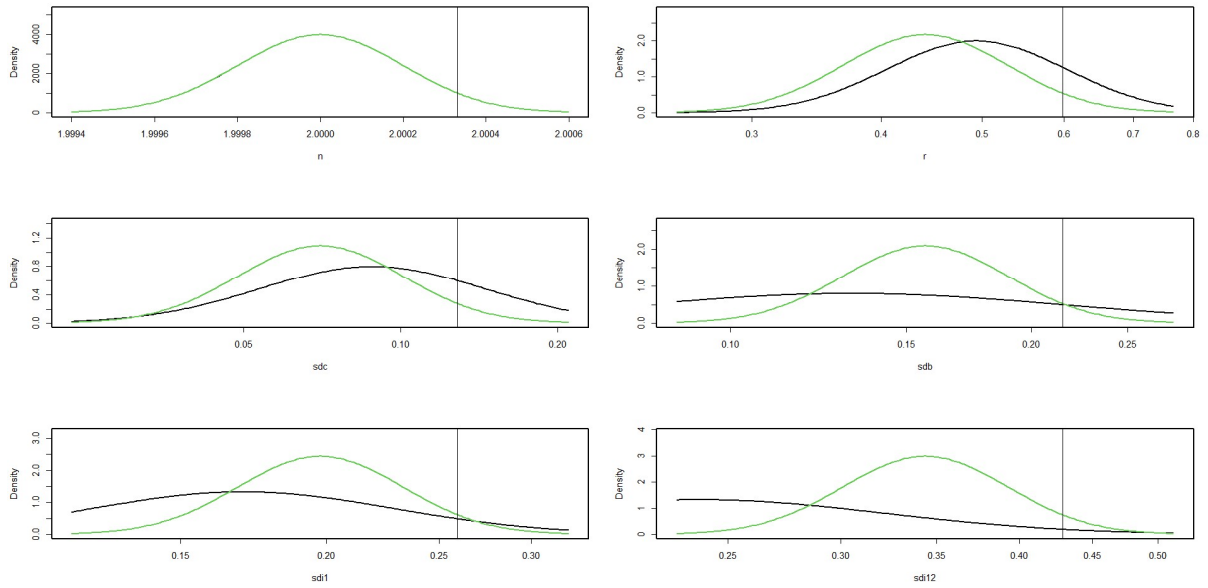 Density
0 2000 4000
1.9994 1.9996 1.9998 2.0000 2.0002 2.0004 2.0006
n
Density
0.0 1.0 2.0
0.3 0.4 0.5 0.6 0.7 0.8
r
Density
0.0 0.4 0.8 1.2
0.05 0.10 0.20
sdc
Density
0.0 1.0 2.0
0.10 0.15 0.20 0.25
sdb
Density
0.0 1.0 2.0 3.0
0.15 0.20 0.25 0.30
sdi1
Density
0 1 2 3 4
0.25 0.30 0.35 0.40 0.45 0.50
sdi12